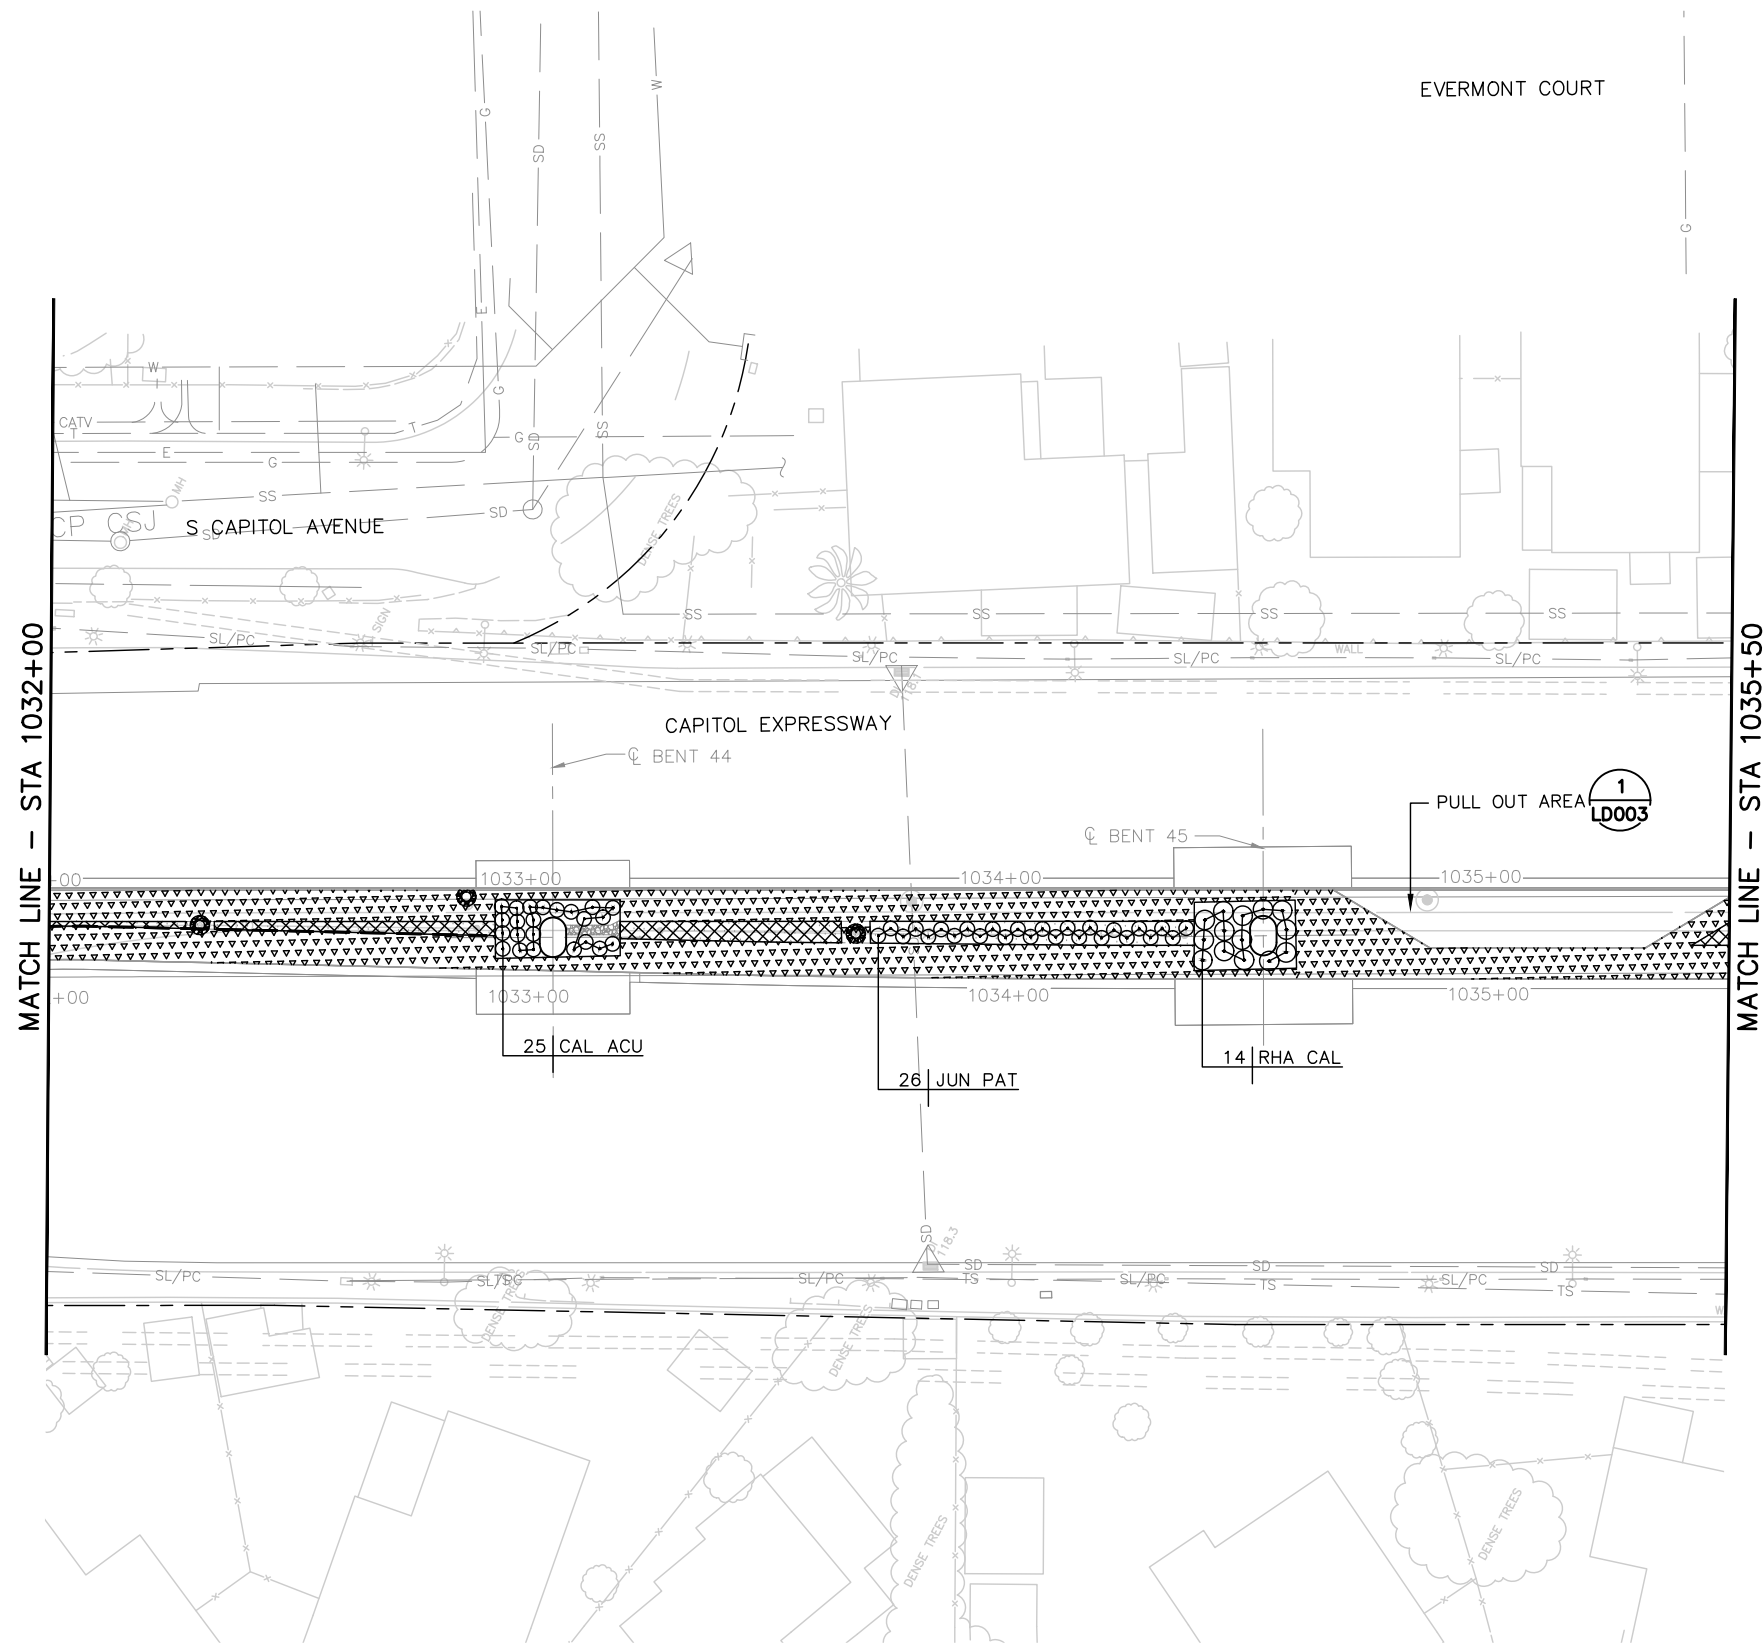 EVERMONT COURT
G
SD
SS
W
G
E
W
G
CATV
T
T
E
G
G
SD
SS
SS
MH
CP CSJ
S CAPITOL AVENUE
SD
SD
DENSE TREES
SIGN
SS
SS
SS
SS
SL/PC
SL/PC
SL/PC
SL/PC
WALL
SL/PC
118.1
CAPITOL EXPRESSWAY
℄ BENT 44
MATCH LINE – STA 1032+00
MATCH LINE – STA 1035+50
1
LD003
PULL OUT AREA
℄ BENT 45
-00
1033+00
1034+00
1035+00
+00
1033+00
1034+00
1035+00
25 CAL ACU
26 JUN PAT
14 RHA CAL
SD
118.3
SD
SD
SD
SL/PC
SL/PC
SL/PC
TS
SL/PC
TS
SL/PC
TS
W
DENSE TREES
DENSE TREES
DENSE TREES
DENSE TREES